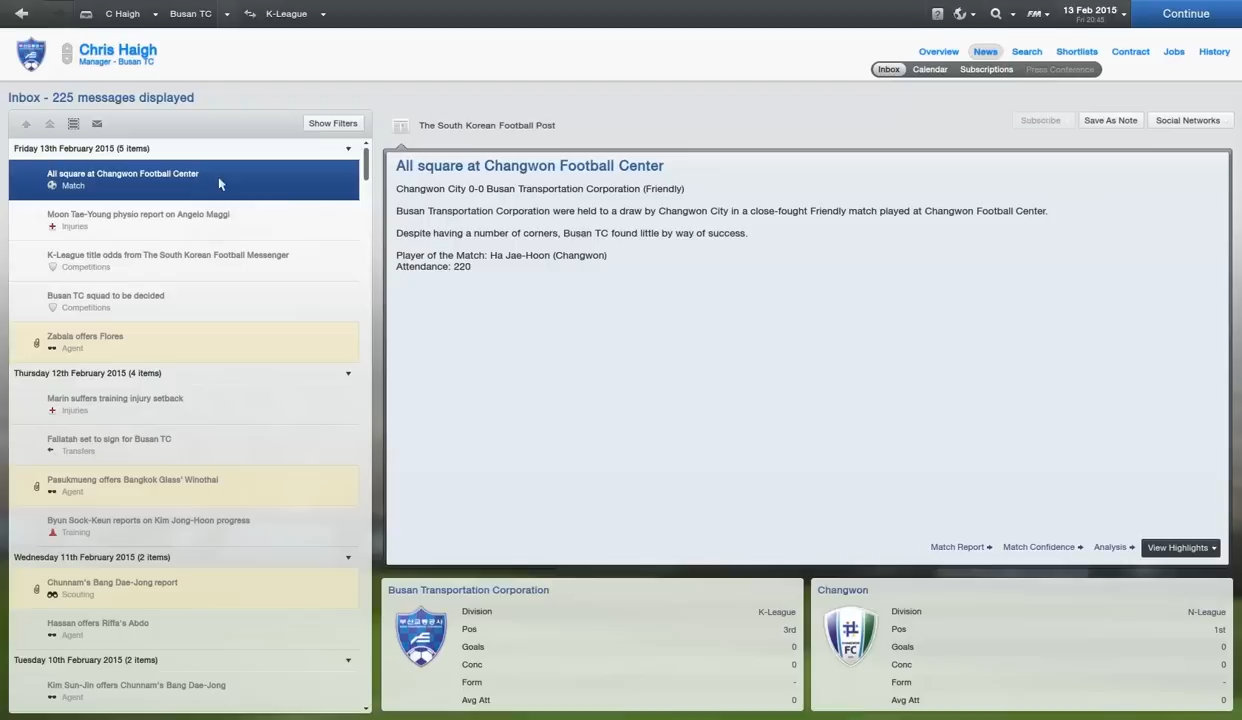 C Haigh
Busan TC
K-League
?
FM
13 Feb 2015
Fri 20:45
Continue
Chris Haigh
Manager - Busan TC
Overview
News
Search
Shortlists
Contract
Jobs
History
Inbox
Calendar
Subscriptions
Press Conference
Inbox - 225 messages displayed
Show Filters
Friday 13th February 2015 (5 items)
All square at Changwon Football Center
Match
Moon Tae-Young physio report on Angelo Maggi
Injuries
K-League title odds from The South Korean Football Messenger
Competitions
Busan TC squad to be decided
Competitions
Zabala offers Flores
Agent
Thursday 12th February 2015 (4 items)
Marin suffers training injury setback
Injuries
Fallatah set to sign for Busan TC
Transfers
Pasukmueng offers Bangkok Glass' Winothai
Agent
Byun Sock-Keun reports on Kim Jong-Hoon progress
Training
Wednesday 11th February 2015 (2 items)
Chunnam's Bang Dae-Jong report
Scouting
Hassan offers Riffa's Abdo
Agent
Tuesday 10th February 2015 (2 items)
Kim Sun-Jin offers Chunnam's Bang Dae-Jong
Agent
The South Korean Football Post
Subscribe
Save As Note
Social Networks
All square at Changwon Football Center
Changwon City 0-0 Busan Transportation Corporation (Friendly)
Busan Transportation Corporation were held to a draw by Changwon City in a close-fought Friendly match played at Changwon Football Center.
Despite having a number of corners, Busan TC found little by way of success.
Player of the Match: Ha Jae-Hoon (Changwon)
Attendance: 220
Match Report
Match Confidence
Analysis
View Highlights
Busan Transportation Corporation
부산교통공사
Division K-League
Pos 3rd
Goals 0
Conc 0
Form -
Avg Att 0
Changwon
FC
Division N-League
Pos 1st
Goals 0
Conc 0
Form -
Avg Att 0